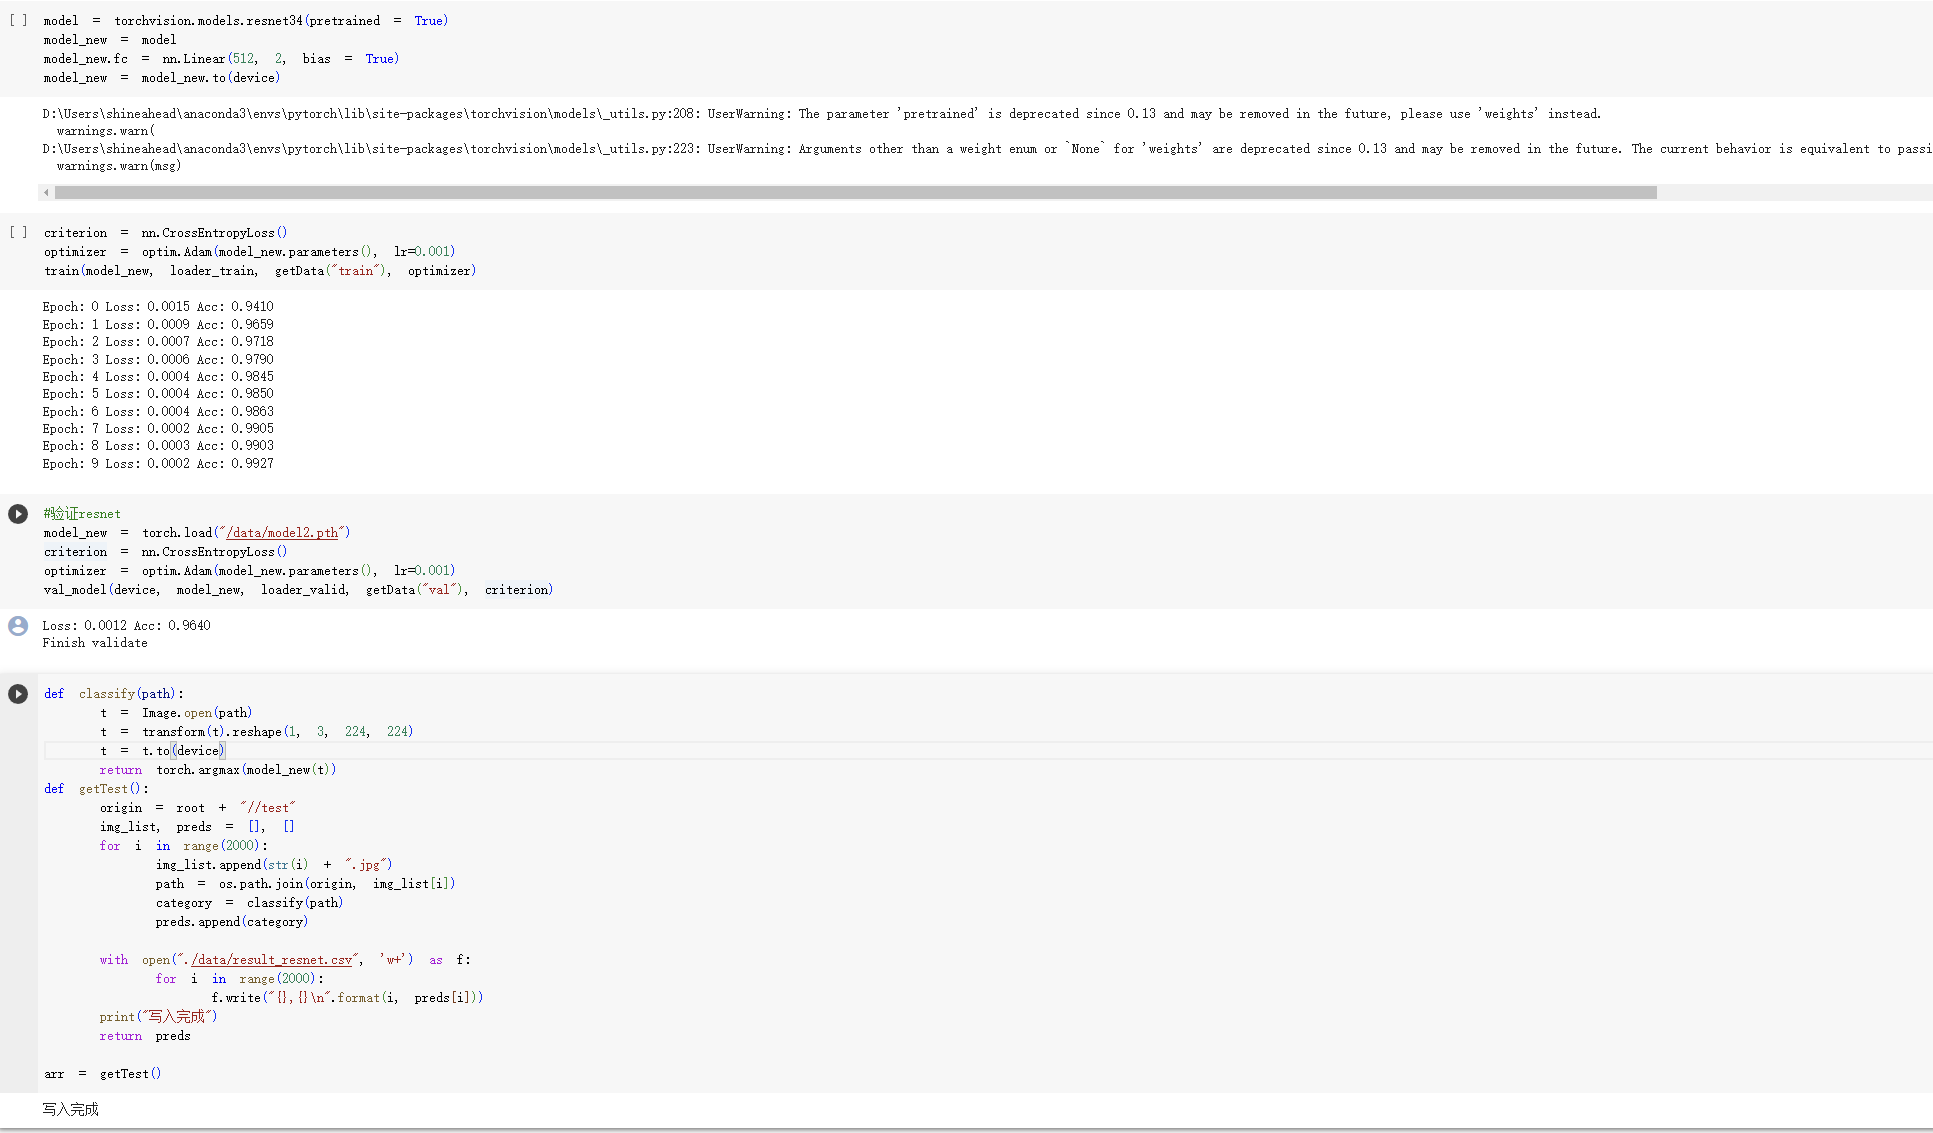 [ ] model = torchvision.models.resnet34(pretrained = True)
model_new = model
model_new.fc = nn.Linear(512, 2, bias = True)
model_new = model_new.to(device)
D:\Users\shineahead\anaconda3\envs\pytorch\lib\site-packages\torchvision\models\_utils.py:208: UserWarning: The parameter 'pretrained' is deprecated since 0.13 and may be removed in the future, please use 'weights' instead.
warnings.warn(
D:\Users\shineahead\anaconda3\envs\pytorch\lib\site-packages\torchvision\models\_utils.py:223: UserWarning: Arguments other than a weight enum or `None` for 'weights' are deprecated since 0.13 and may be removed in the future. The current behavior is equivalent to passi
warnings.warn(msg)
[ ] criterion = nn.CrossEntropyLoss()
optimizer = optim.Adam(model_new.parameters(), lr=0.001)
train(model_new, loader_train, getData("train"), optimizer)
Epoch: 0 Loss: 0.0015 Acc: 0.9410
Epoch: 1 Loss: 0.0009 Acc: 0.9659
Epoch: 2 Loss: 0.0007 Acc: 0.9718
Epoch: 3 Loss: 0.0006 Acc: 0.9790
Epoch: 4 Loss: 0.0004 Acc: 0.9845
Epoch: 5 Loss: 0.0004 Acc: 0.9850
Epoch: 6 Loss: 0.0004 Acc: 0.9863
Epoch: 7 Loss: 0.0002 Acc: 0.9905
Epoch: 8 Loss: 0.0003 Acc: 0.9903
Epoch: 9 Loss: 0.0002 Acc: 0.9927
#验证resnet
model_new = torch.load("/data/model2.pth")
criterion = nn.CrossEntropyLoss()
optimizer = optim.Adam(model_new.parameters(), lr=0.001)
val_model(device, model_new, loader_valid, getData("val"), criterion)
Loss: 0.0012 Acc: 0.9640
Finish validate
def classify(path):
t = Image.open(path)
t = transform(t).reshape(1, 3, 224, 224)
t = t.to(device)
return torch.argmax(model_new(t))
def getTest():
origin = root + "//test"
img_list, preds = [], []
for i in range(2000):
img_list.append(str(i) + ".jpg")
path = os.path.join(origin, img_list[i])
category = classify(path)
preds.append(category)
with open("./data/result_resnet.csv", 'w+') as f:
for i in range(2000):
f.write("{},{}\n".format(i, preds[i]))
print("写入完成")
return preds
arr = getTest()
写入完成